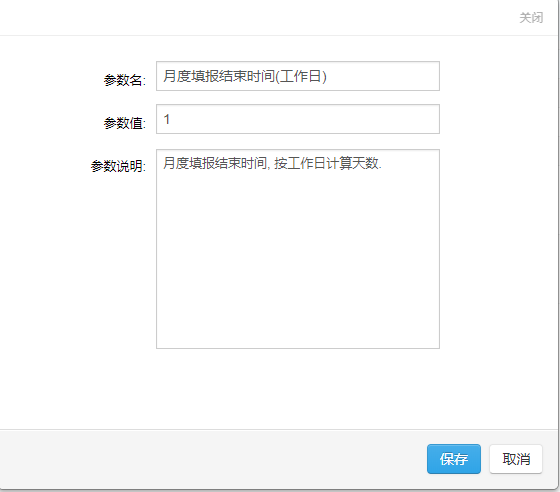 关闭
参数名: 月度填报结束时间(工作日)
参数值: 1
参数说明: 月度填报结束时间, 按工作日计算天数.
保存 取消